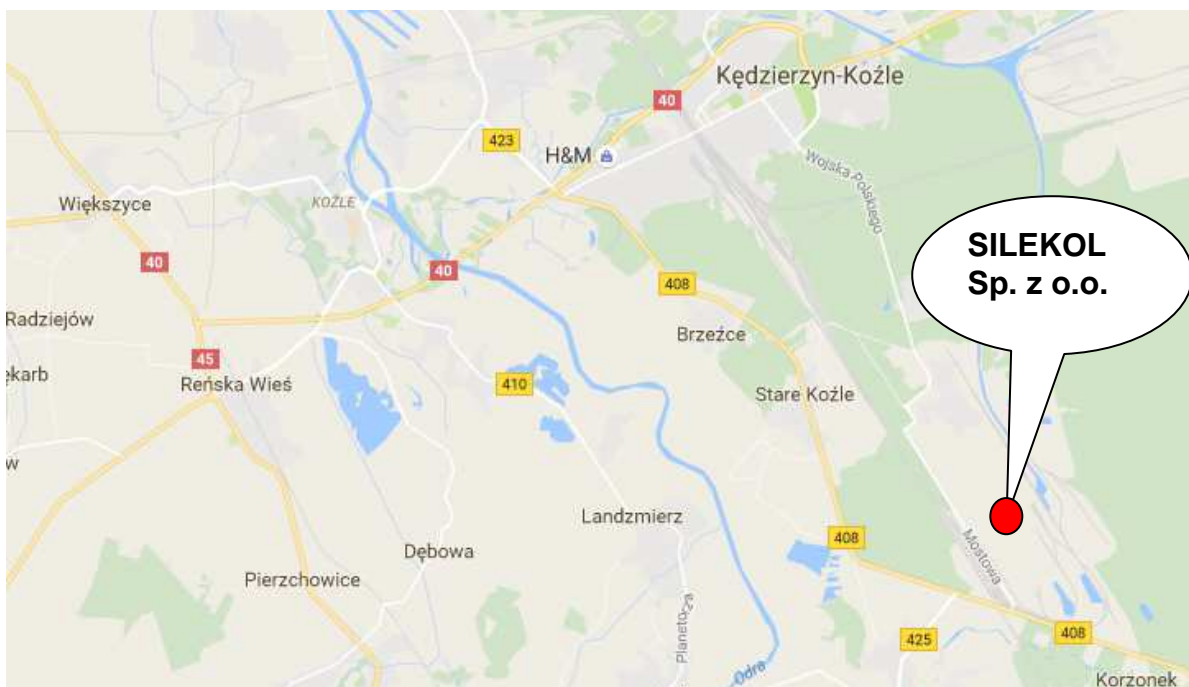 Kędzierzyn-Koźle
40
423
H&M
Wojska Polskiego
Większyce
KOŹLE
SILEKOL
Sp. z o.o.
40
40
408
Radziejów
Brzeźce
45
ękarb
Reńska Wieś
410
Stare Koźle
w
Landzmierz
408
Mostowa
Dębowa
Pierzchowice
Planetorza
425
408
Odra
Korzonek